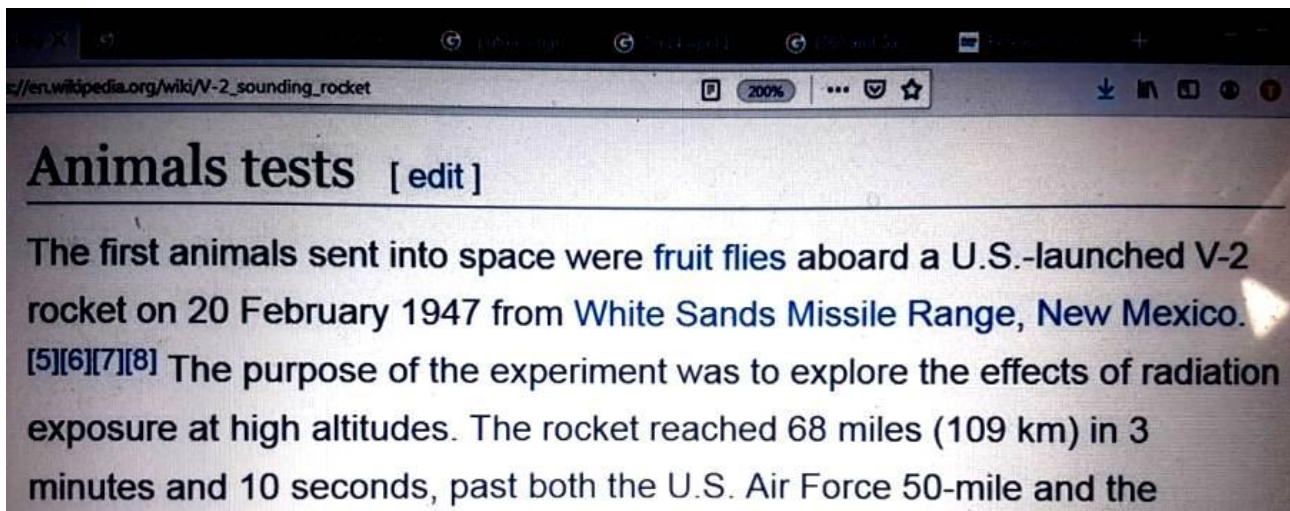 ://en.wikipedia.org/wiki/V-2_sounding_rocket 200%
Animals tests [ edit ]
The first animals sent into space were fruit flies aboard a U.S.-launched V-2
rocket on 20 February 1947 from White Sands Missile Range, New Mexico.
[5][6][7][8] The purpose of the experiment was to explore the effects of radiation
exposure at high altitudes. The rocket reached 68 miles (109 km) in 3
minutes and 10 seconds, past both the U.S. Air Force 50-mile and the